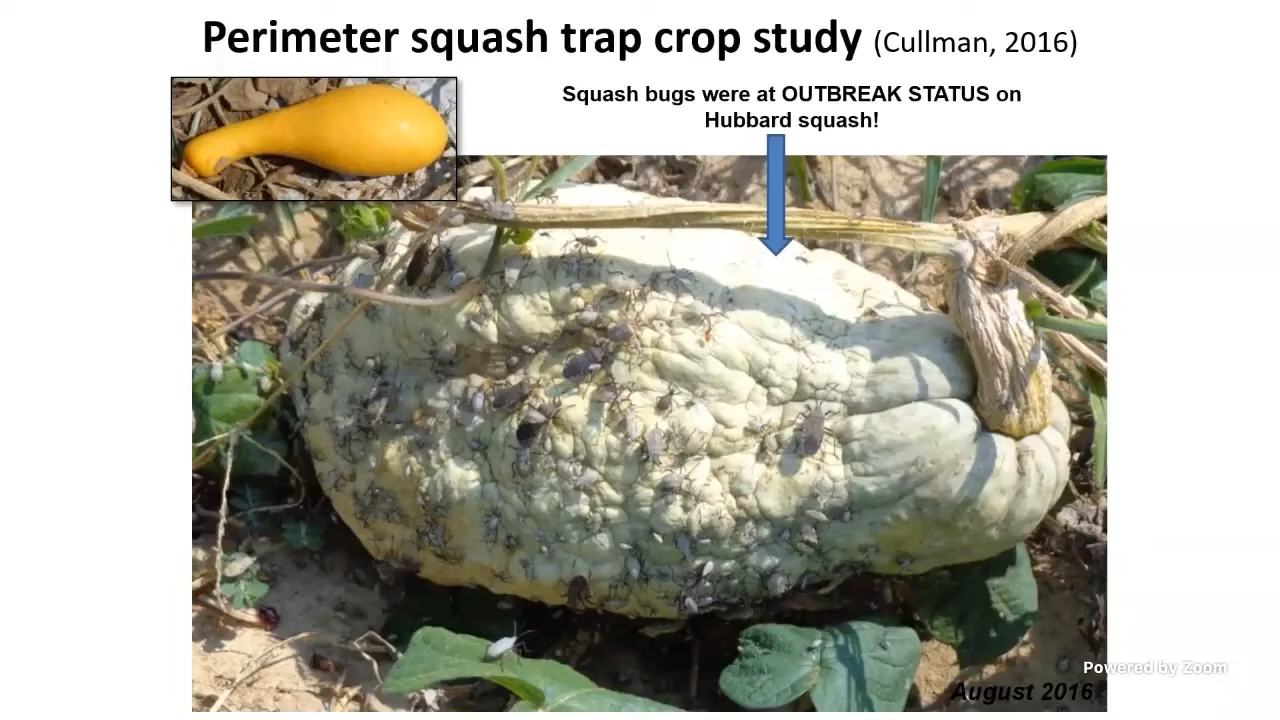 Perimeter squash trap crop study (Cullman, 2016)
Squash bugs were at OUTBREAK STATUS on
Hubbard squash!
Powered by Zoom
August 2016